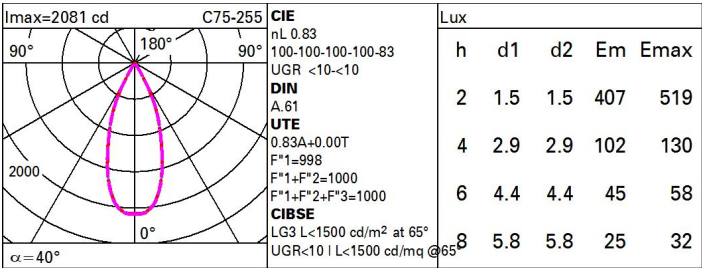 Imax=2081 cd C75-255
90° 180° 90°
2000
0°
α=40°
CIE
nL 0.83
100-100-100-100-83
UGR <10-<10
DIN
A.61
UTE
0.83A+0.00T
F"1=998
F"1+F"2=1000
F"1+F"2+F"3=1000
CIBSE
LG3 L<1500 cd/m² at 65°
UGR<10 | L<1500 cd/mq @65°
Lux
h d1 d2 Em Emax
2 1.5 1.5 407 519
4 2.9 2.9 102 130
6 4.4 4.4 45 58
8 5.8 5.8 25 32